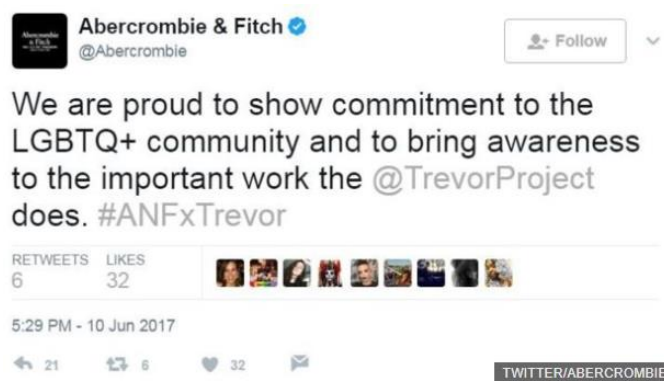 Abercrombie & Fitch
@Abercrombie
Follow
We are proud to show commitment to the
LGBTQ+ community and to bring awareness
to the important work the @TrevorProject
does. #ANFxTrevor
RETWEETS LIKES
6 32
5:29 PM - 10 Jun 2017
21 6 32
TWITTER/ABERCROMBIE